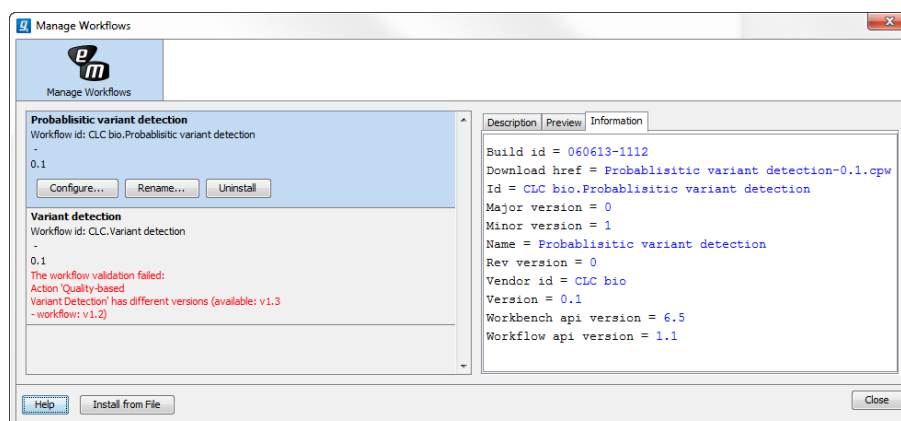 Manage Workflows
Manage Workflows
Probablisitic variant detection
Workflow id: CLC bio.Probablisitic variant detection
-
0.1
Configure... Rename... Uninstall
Variant detection
Workflow id: CLC.Variant detection
-
0.1
The workflow validation failed:
Action 'Quality-based
Variant Detection' has different versions (available: v1.3
- workflow: v1.2)
Description Preview Information
Build id = 060613-1112
Download href = Probablisitic variant detection-0.1.cpw
Id = CLC bio.Probablisitic variant detection
Major version = 0
Minor version = 1
Name = Probablisitic variant detection
Rev version = 0
Vendor id = CLC bio
Version = 0.1
Workbench api version = 6.5
Workflow api version = 1.1
Help Install from File Close